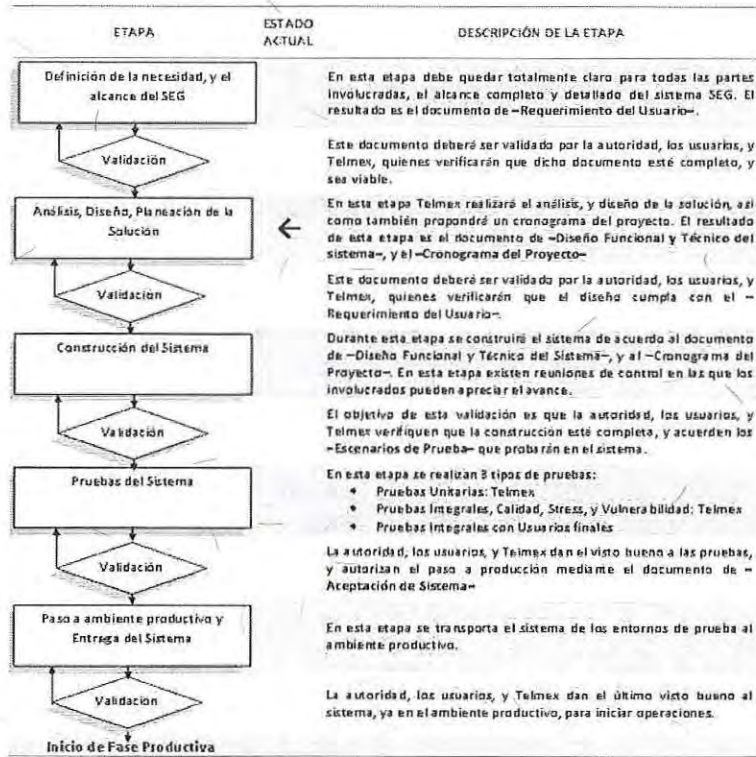 ETAPA
ESTADO
ACTUAL
DESCRIPCIÓN DE LA ETAPA
Definición de la necesidad, y el
alcance del SEG
En esta etapa debe quedar totalmente claro para todas las partes
involucradas, el alcance completo y detallado del sistema SEG. El
resultado es el documento de –Requerimiento del Usuario–.
Validación
Este documento deberá ser validado por la autoridad, los usuarios, y
Telmex, quienes verificarán que dicho documento esté completo, y
sea viable.
Análisis, Diseño, Planeación de la
Solución
←
En esta etapa Telmex realizará el análisis, y diseño de la solución, así
como también propondrá un cronograma del proyecto. El resultado
de esta etapa es el documento de –Diseño Funcional y Técnico del
sistema–, y el –Cronograma del Proyecto–
Validación
Este documento deberá ser validado por la autoridad, los usuarios, y
Telmex, quienes verificarán que el diseño cumpla con el –
Requerimiento del Usuario–.
Construcción del Sistema
Durante esta etapa se construirá el sistema de acuerdo al documento
de –Diseño Funcional y Técnico del Sistema–, y al –Cronograma del
Proyecto–. En esta etapa existen reuniones de control en las que los
involucrados pueden apreciar el avance.
Validación
El objetivo de esta validación es que la autoridad, los usuarios, y
Telmex verifiquen que la construcción esté completa, y acuerden los
–Escenarios de Prueba– que probarán en el sistema.
Pruebas del Sistema
En esta etapa se realizan 3 tipos de pruebas:
• Pruebas Unitarias: Telmex
• Pruebas Integrales, Calidad, Stress, y Vulnerabilidad: Telmex
• Pruebas Integrales con Usuarios finales
Validación
La autoridad, los usuarios, y Telmex dan el visto bueno a las pruebas,
y autorizan el paso a producción mediante el documento de –
Aceptación de Sistema–
Paso a ambiente productivo y
Entrega del Sistema
En esta etapa se transporta el sistema de los entornos de prueba al
ambiente productivo.
Validación
La autoridad, los usuarios, y Telmex dan el último visto bueno al
sistema, ya en el ambiente productivo, para iniciar operaciones.
Inicio de Fase Productiva